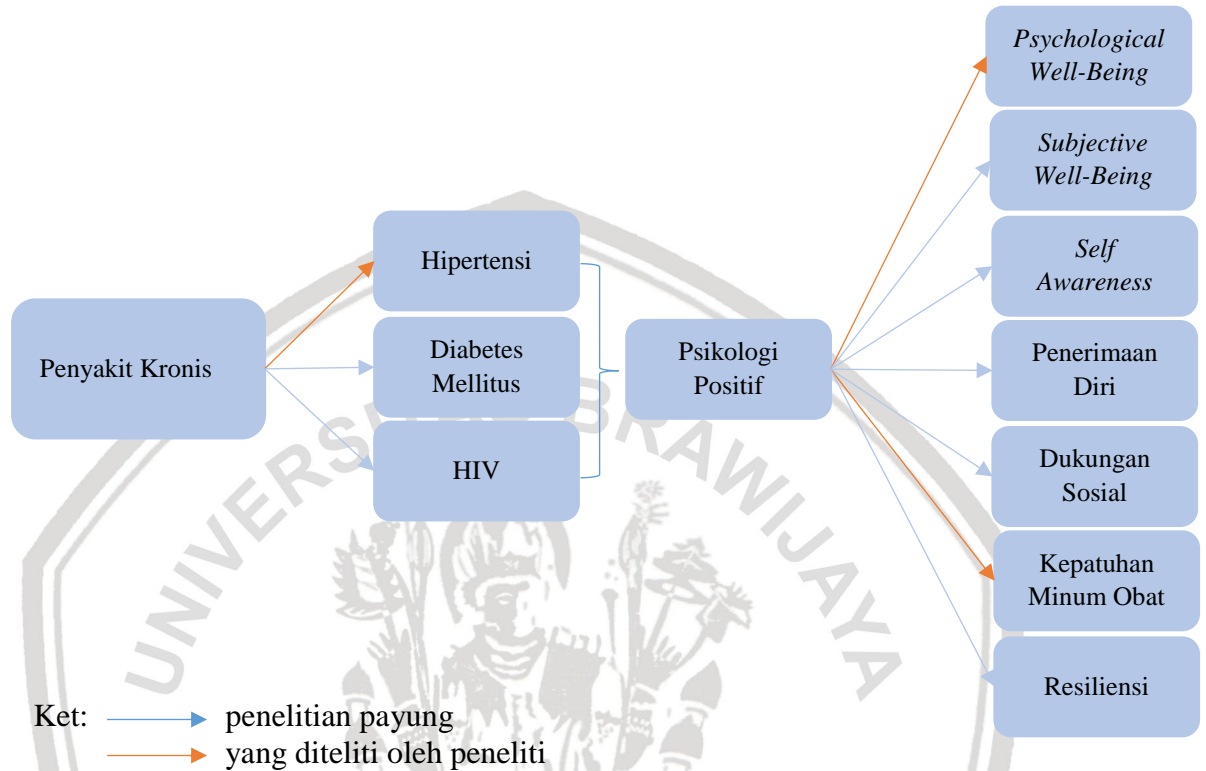 Penyakit Kronis
Hipertensi
Diabetes
Mellitus
HIV
Psikologi
Positif
Psychological
Well-Being
Subjective
Well-Being
Self
Awareness
Penerimaan
Diri
Dukungan
Sosial
Kepatuhan
Minum Obat
Resiliensi
Ket:
penelitian payung
yang diteliti oleh peneliti
BRAWIJAYA